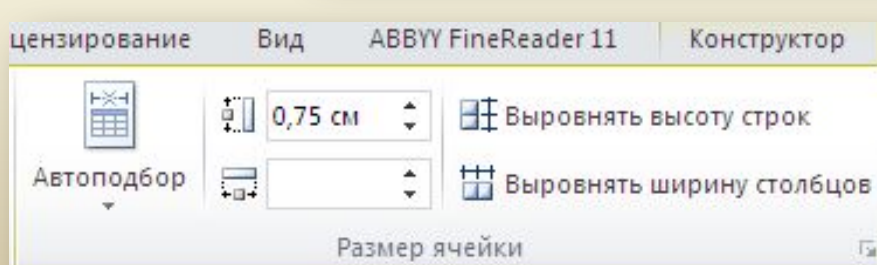 цензирование Вид ABBYY FineReader 11 Конструктор
0,75 см Выровнять высоту строк
Автоподбор Выровнять ширину столбцов
Размер ячейки